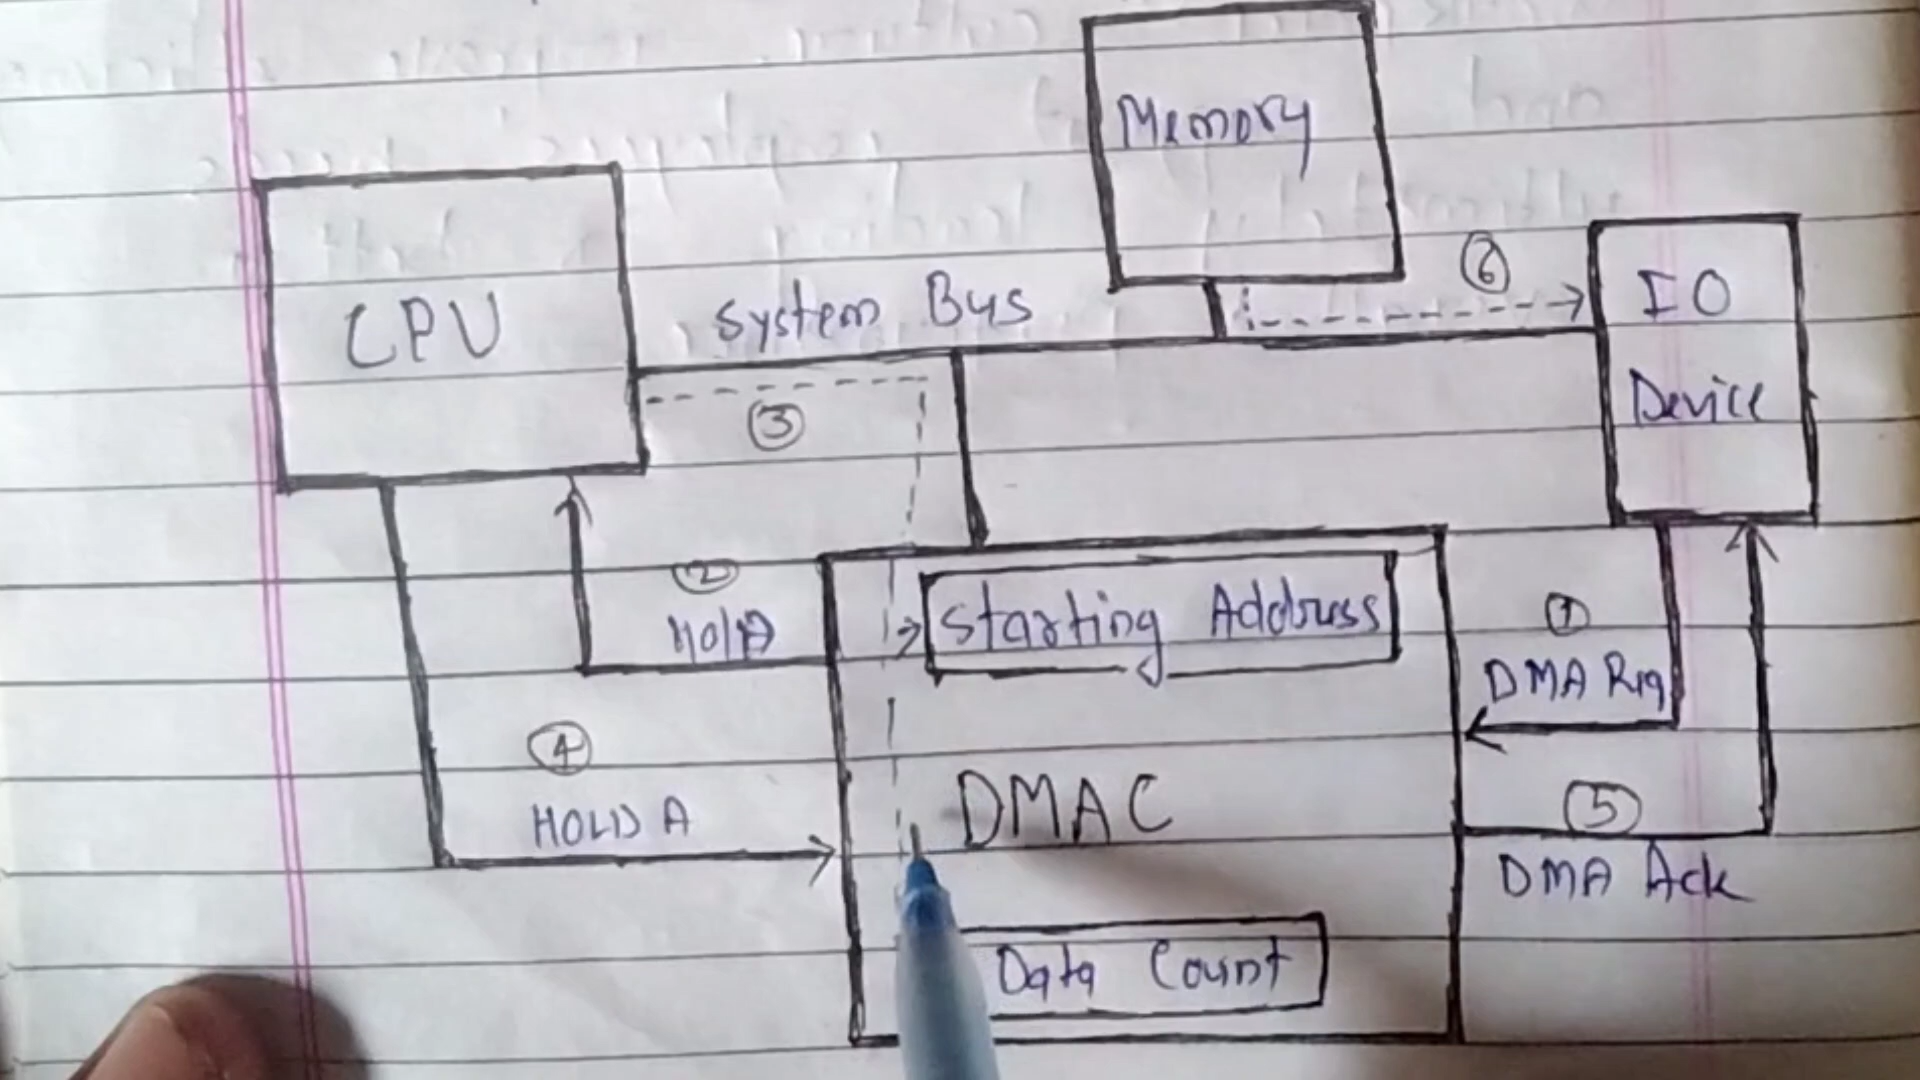 Memory
⑥
IO
Device
CPU
System Bus
③
②
Hold
Starting Address
①
DMA Rq
④
HOLD A
DMAC
⑤
DMA Ack
Data Count